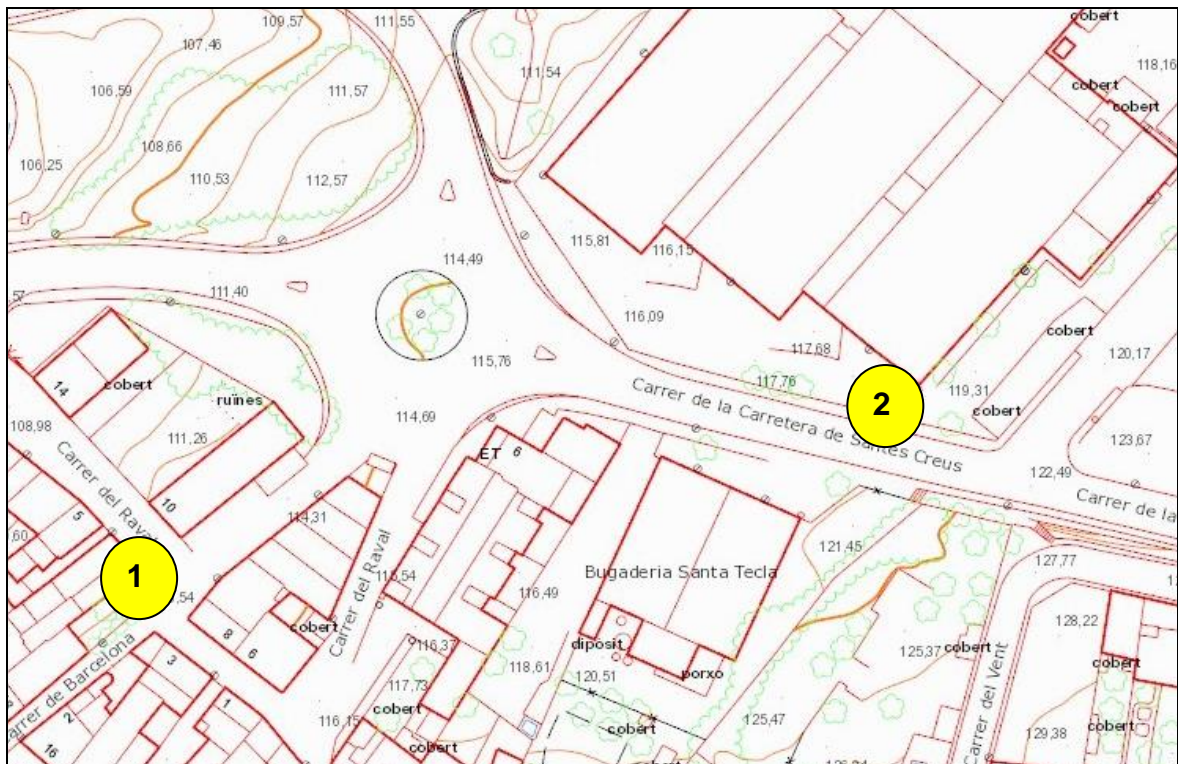 109,57
111,55
cobert
107,46
111,54
118,16
106,59
111,57
cobert
cobert
108,66
106,25
110,53
112,57
115,81
116,15
114,49
57
111,40
116,09
cobert
115,76
117,68
120,17
117,76
119,31
14
cobert
ruïnes
Carrer de la Carretera de Santes Creus
2
cobert
108,98
114,69
123,67
111,26
ET
6
122,49
Carrer del Raval
10
Carrer de la
5
114,31
,60
121,45
127,77
Bugaderia Santa Tecla
1
,54
116,49
128,22
8
cobert
6
Carrer del Raval
116,37
diposit
125,37
cobert
Carrer de Barcelona
3
118,61
120,51
porxo
cobert
117,73
cobert
Carrer del Vent
2
1
116,15
125,47
cobert
cobert
129,38
16
cobert